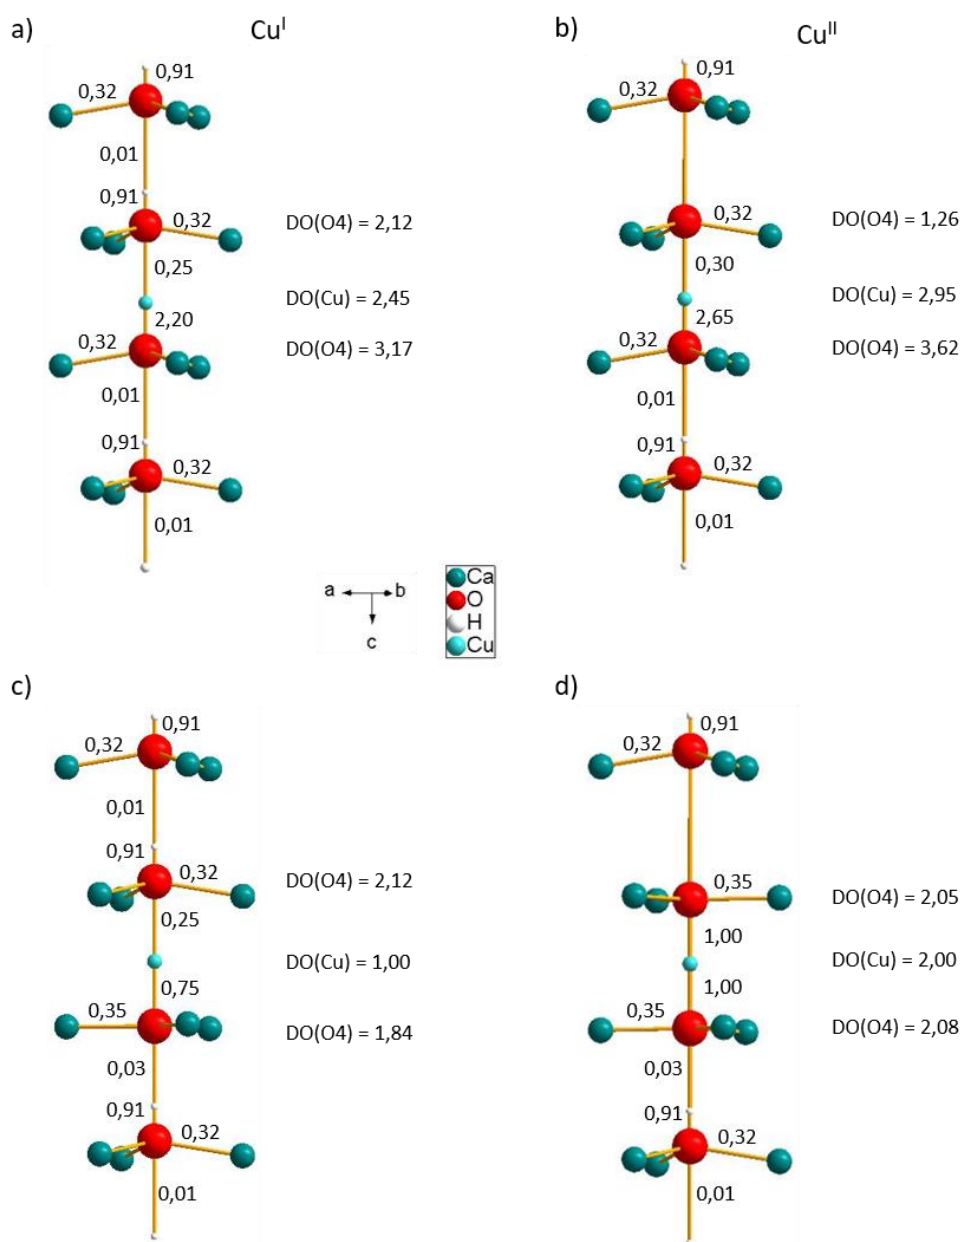 a)
Cu^I
0,91
0,32
0,01
0,91
0,32
DO(O4) = 2,12
0,25
DO(Cu) = 2,45
2,20
0,32
DO(O4) = 3,17
0,01
0,91
0,32
0,01
b)
Cu^II
0,91
0,32
0,32
DO(O4) = 1,26
0,30
DO(Cu) = 2,95
2,65
0,32
DO(O4) = 3,62
0,01
0,91
0,32
0,01
a
b
c
Ca
O
H
Cu
c)
0,91
0,32
0,01
0,91
0,32
DO(O4) = 2,12
0,25
DO(Cu) = 1,00
0,75
0,35
DO(O4) = 1,84
0,03
0,91
0,32
0,01
d)
0,91
0,32
0,35
DO(O4) = 2,05
1,00
DO(Cu) = 2,00
1,00
0,35
DO(O4) = 2,08
0,03
0,91
0,32
0,01